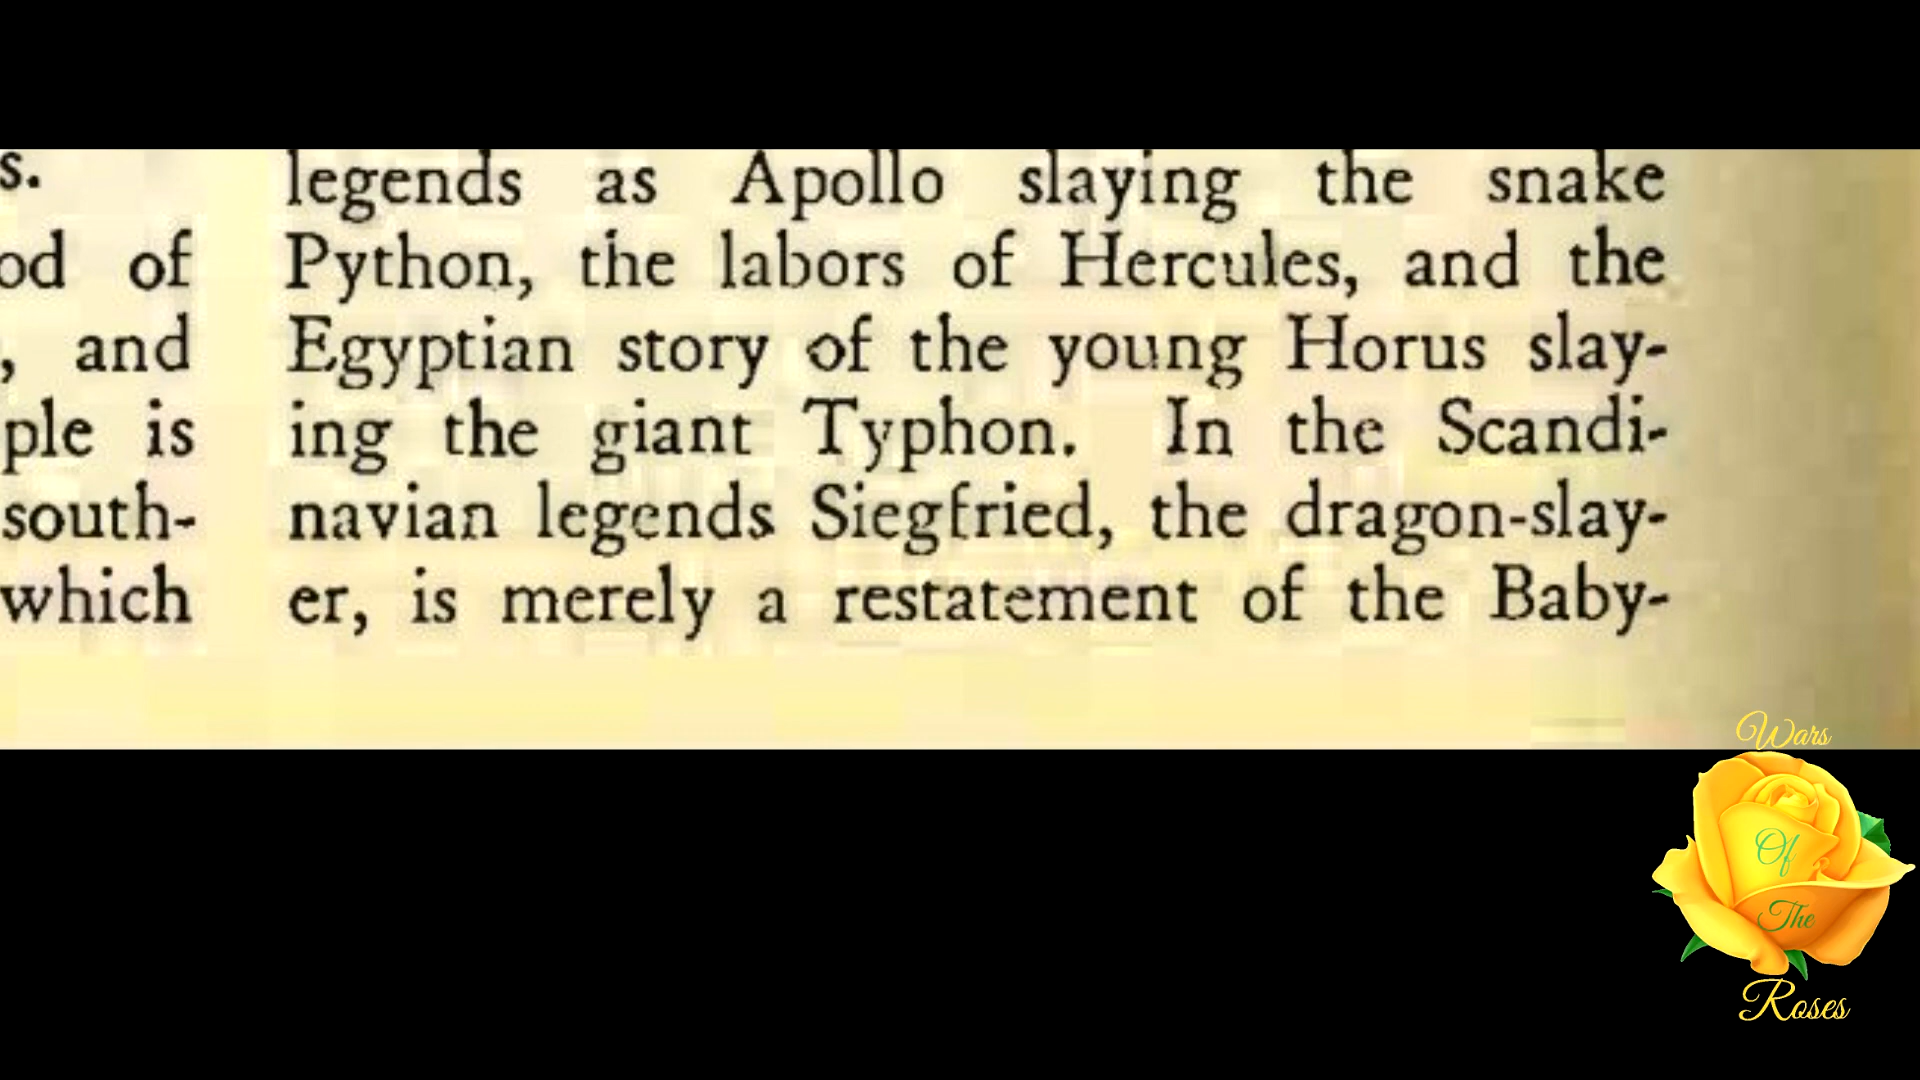 s.
od of
, and
ple is
south-
which
legends as Apollo slaying the snake
Python, the labors of Hercules, and the
Egyptian story of the young Horus slay-
ing the giant Typhon. In the Scandi-
navian legends Siegfried, the dragon-slay-
er, is merely a restatement of the Baby-
Wars
Of
The
Roses